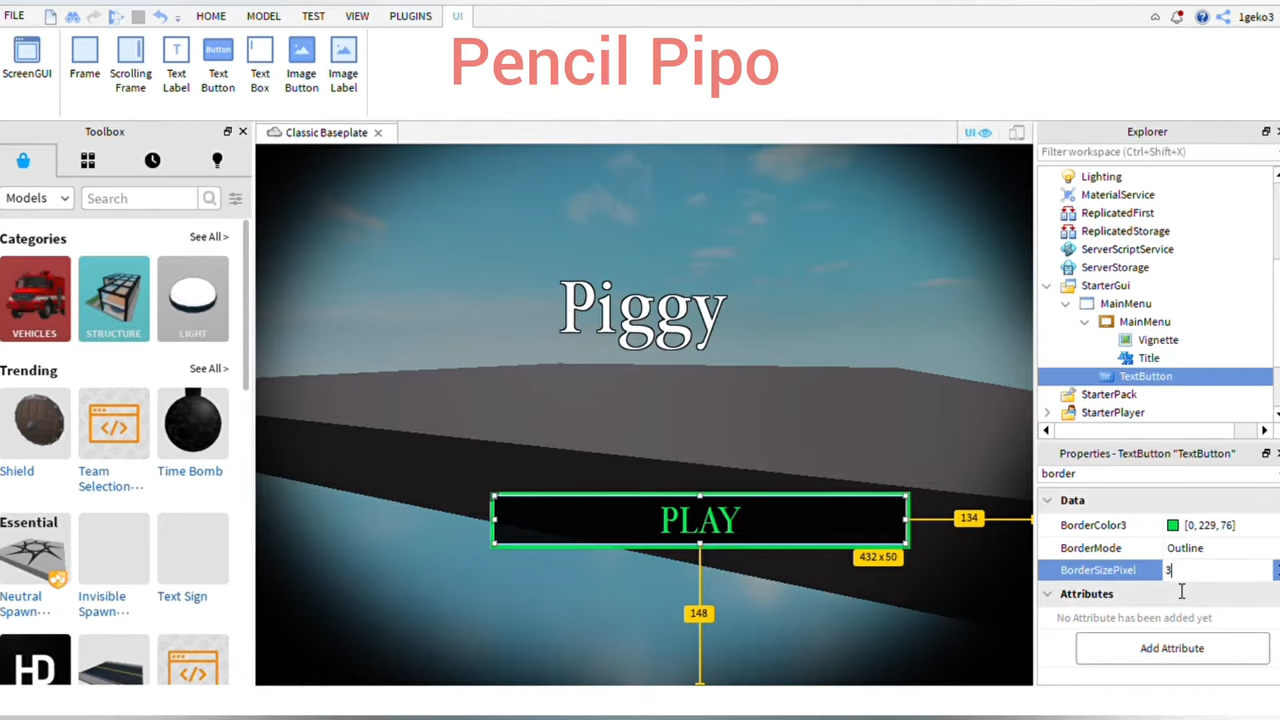 FILE HOME MODEL TEST VIEW PLUGINS UI 1geko3
ScreenGUI Frame Scrolling Frame Text Label Button Text Button Text Box Image Button Image Label
Pencil Pipo
Toolbox
Classic Baseplate
UI
Explorer
Filter workspace (Ctrl+Shift+X)
Models
Search
Categories
See All >
VEHICLES
STRUCTURE
LIGHT
Trending
See All >
Shield
Team Selection...
Time Bomb
Essential
See All >
Neutral Spawn...
Invisible Spawn...
Text Sign
HD
Piggy
PLAY
134
432 x 50
148
Lighting
MaterialService
ReplicatedFirst
ReplicatedStorage
ServerScriptService
ServerStorage
StarterGui
MainMenu
MainMenu
Vignette
Title
TextButton
StarterPack
StarterPlayer
Properties - TextButton "TextButton"
border
Data
BorderColor3 [0, 229, 76]
BorderMode Outline
BorderSizePixel 3
Attributes
No Attribute has been added yet
Add Attribute